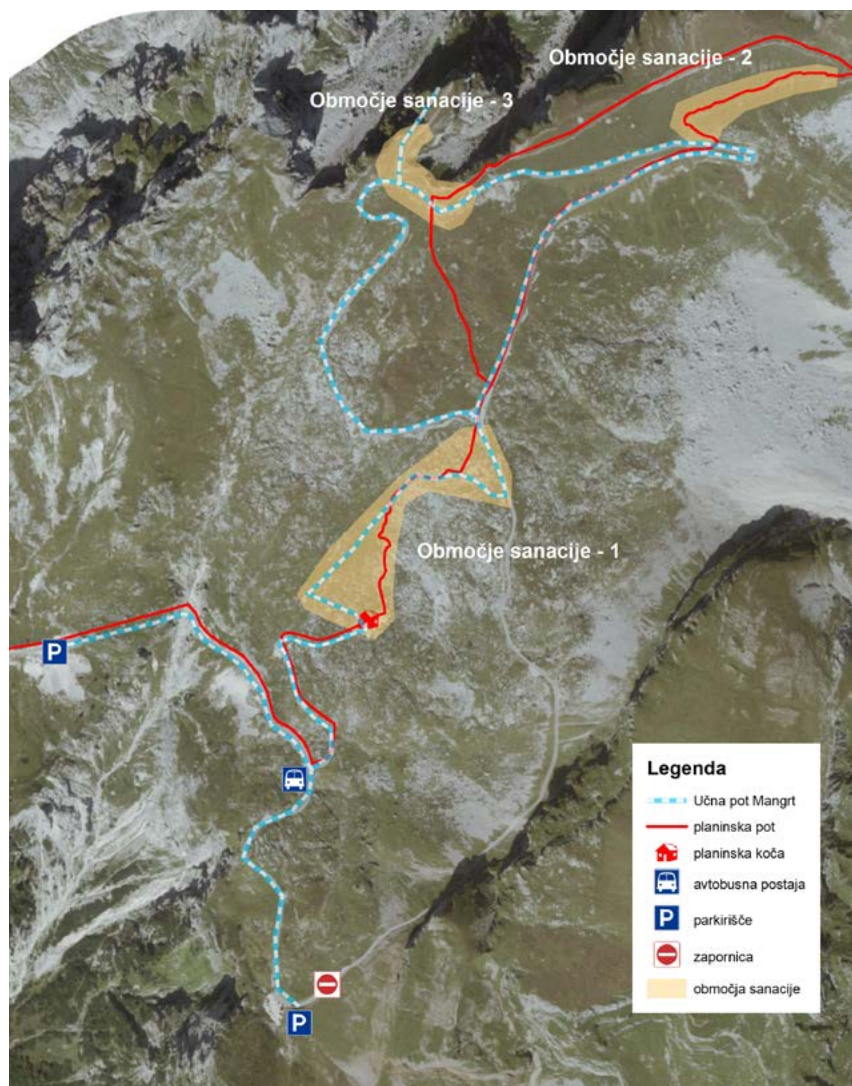 Območje sanacije - 2
Območje sanacije - 3
Območje sanacije - 1
P
P
Legenda
Učna pot Mangrt
planinska pot
planinska koča
avtobusna postaja
P parkirišče
zapornica
območja sanacije